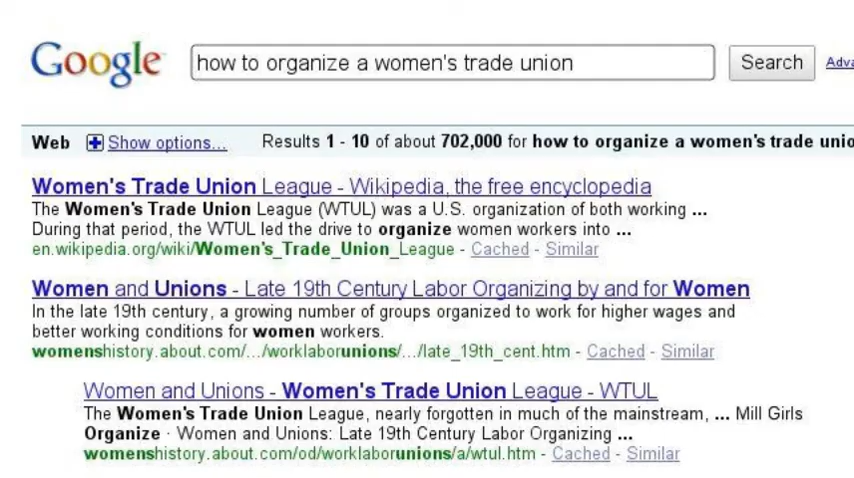 Google how to organize a women's trade union Search
Web Show options... Results 1 - 10 of about 702,000 for how to organize a women's trade
Women's Trade Union League - Wikipedia, the free encyclopedia
The Women's Trade Union League (WTUL) was a U.S. organization of both working ...
During that period, the WTUL led the drive to organize women workers into ...
en.wikipedia.org/wiki/Women's_Trade_Union_League - Cached - Similar
Women and Unions - Late 19th Century Labor Organizing by and for Women
In the late 19th century, a growing number of groups organized to work for higher wages and
better working conditions for women workers.
womenshistory.about.com/.../worklaborunions/.../late_19th_cent.htm - Cached - Similar
Women and Unions - Women's Trade Union League - WTUL
The Women's Trade Union League, nearly forgotten in much of the mainstream, ... Mill Girls
Organize · Women and Unions: Late 19th Century Labor Organizing ...
womenshistory.about.com/od/worklaborunions/a/wtul.htm - Cached - Similar